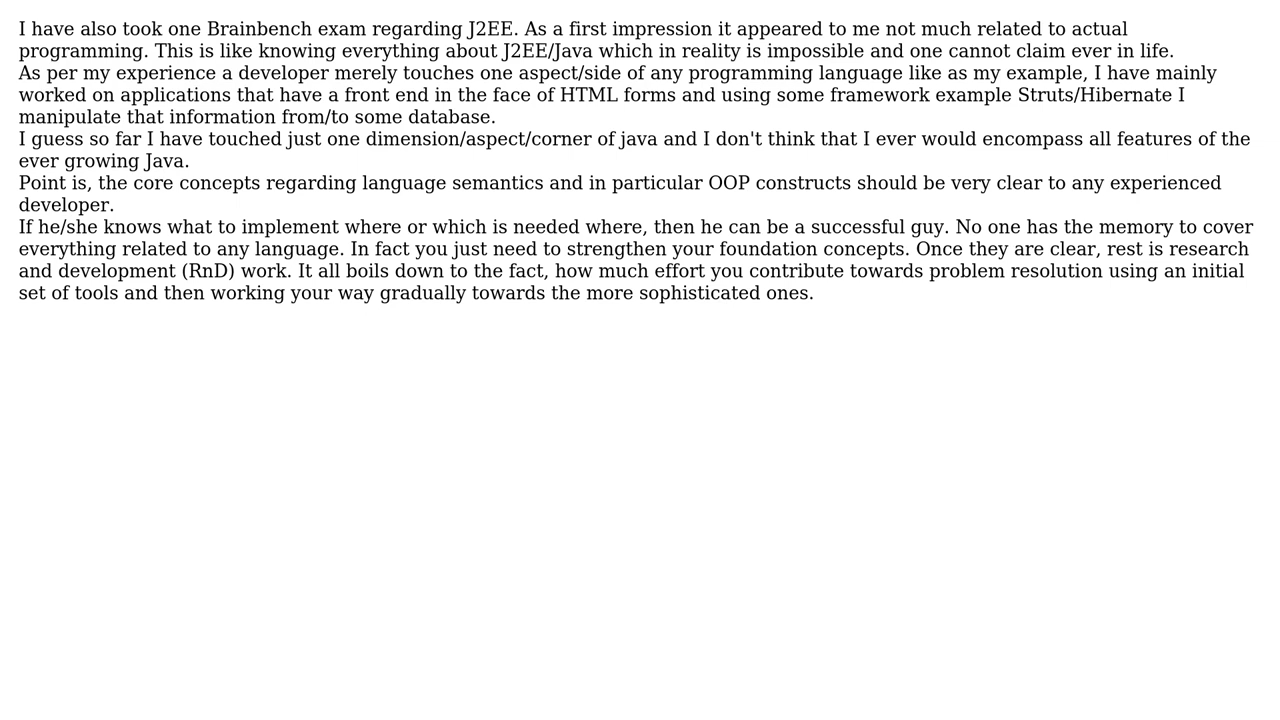 I have also took one Brainbench exam regarding J2EE. As a first impression it appeared to me not much related to actual
programming. This is like knowing everything about J2EE/Java which in reality is impossible and one cannot claim ever in life.
As per my experience a developer merely touches one aspect/side of any programming language like as my example, I have mainly
worked on applications that have a front end in the face of HTML forms and using some framework example Struts/Hibernate I
manipulate that information from/to some database.
I guess so far I have touched just one dimension/aspect/corner of java and I don't think that I ever would encompass all features of the
ever growing Java.
Point is, the core concepts regarding language semantics and in particular OOP constructs should be very clear to any experienced
developer.
If he/she knows what to implement where or which is needed where, then he can be a successful guy. No one has the memory to cover
everything related to any language. In fact you just need to strengthen your foundation concepts. Once they are clear, rest is research
and development (RnD) work. It all boils down to the fact, how much effort you contribute towards problem resolution using an initial
set of tools and then working your way gradually towards the more sophisticated ones.